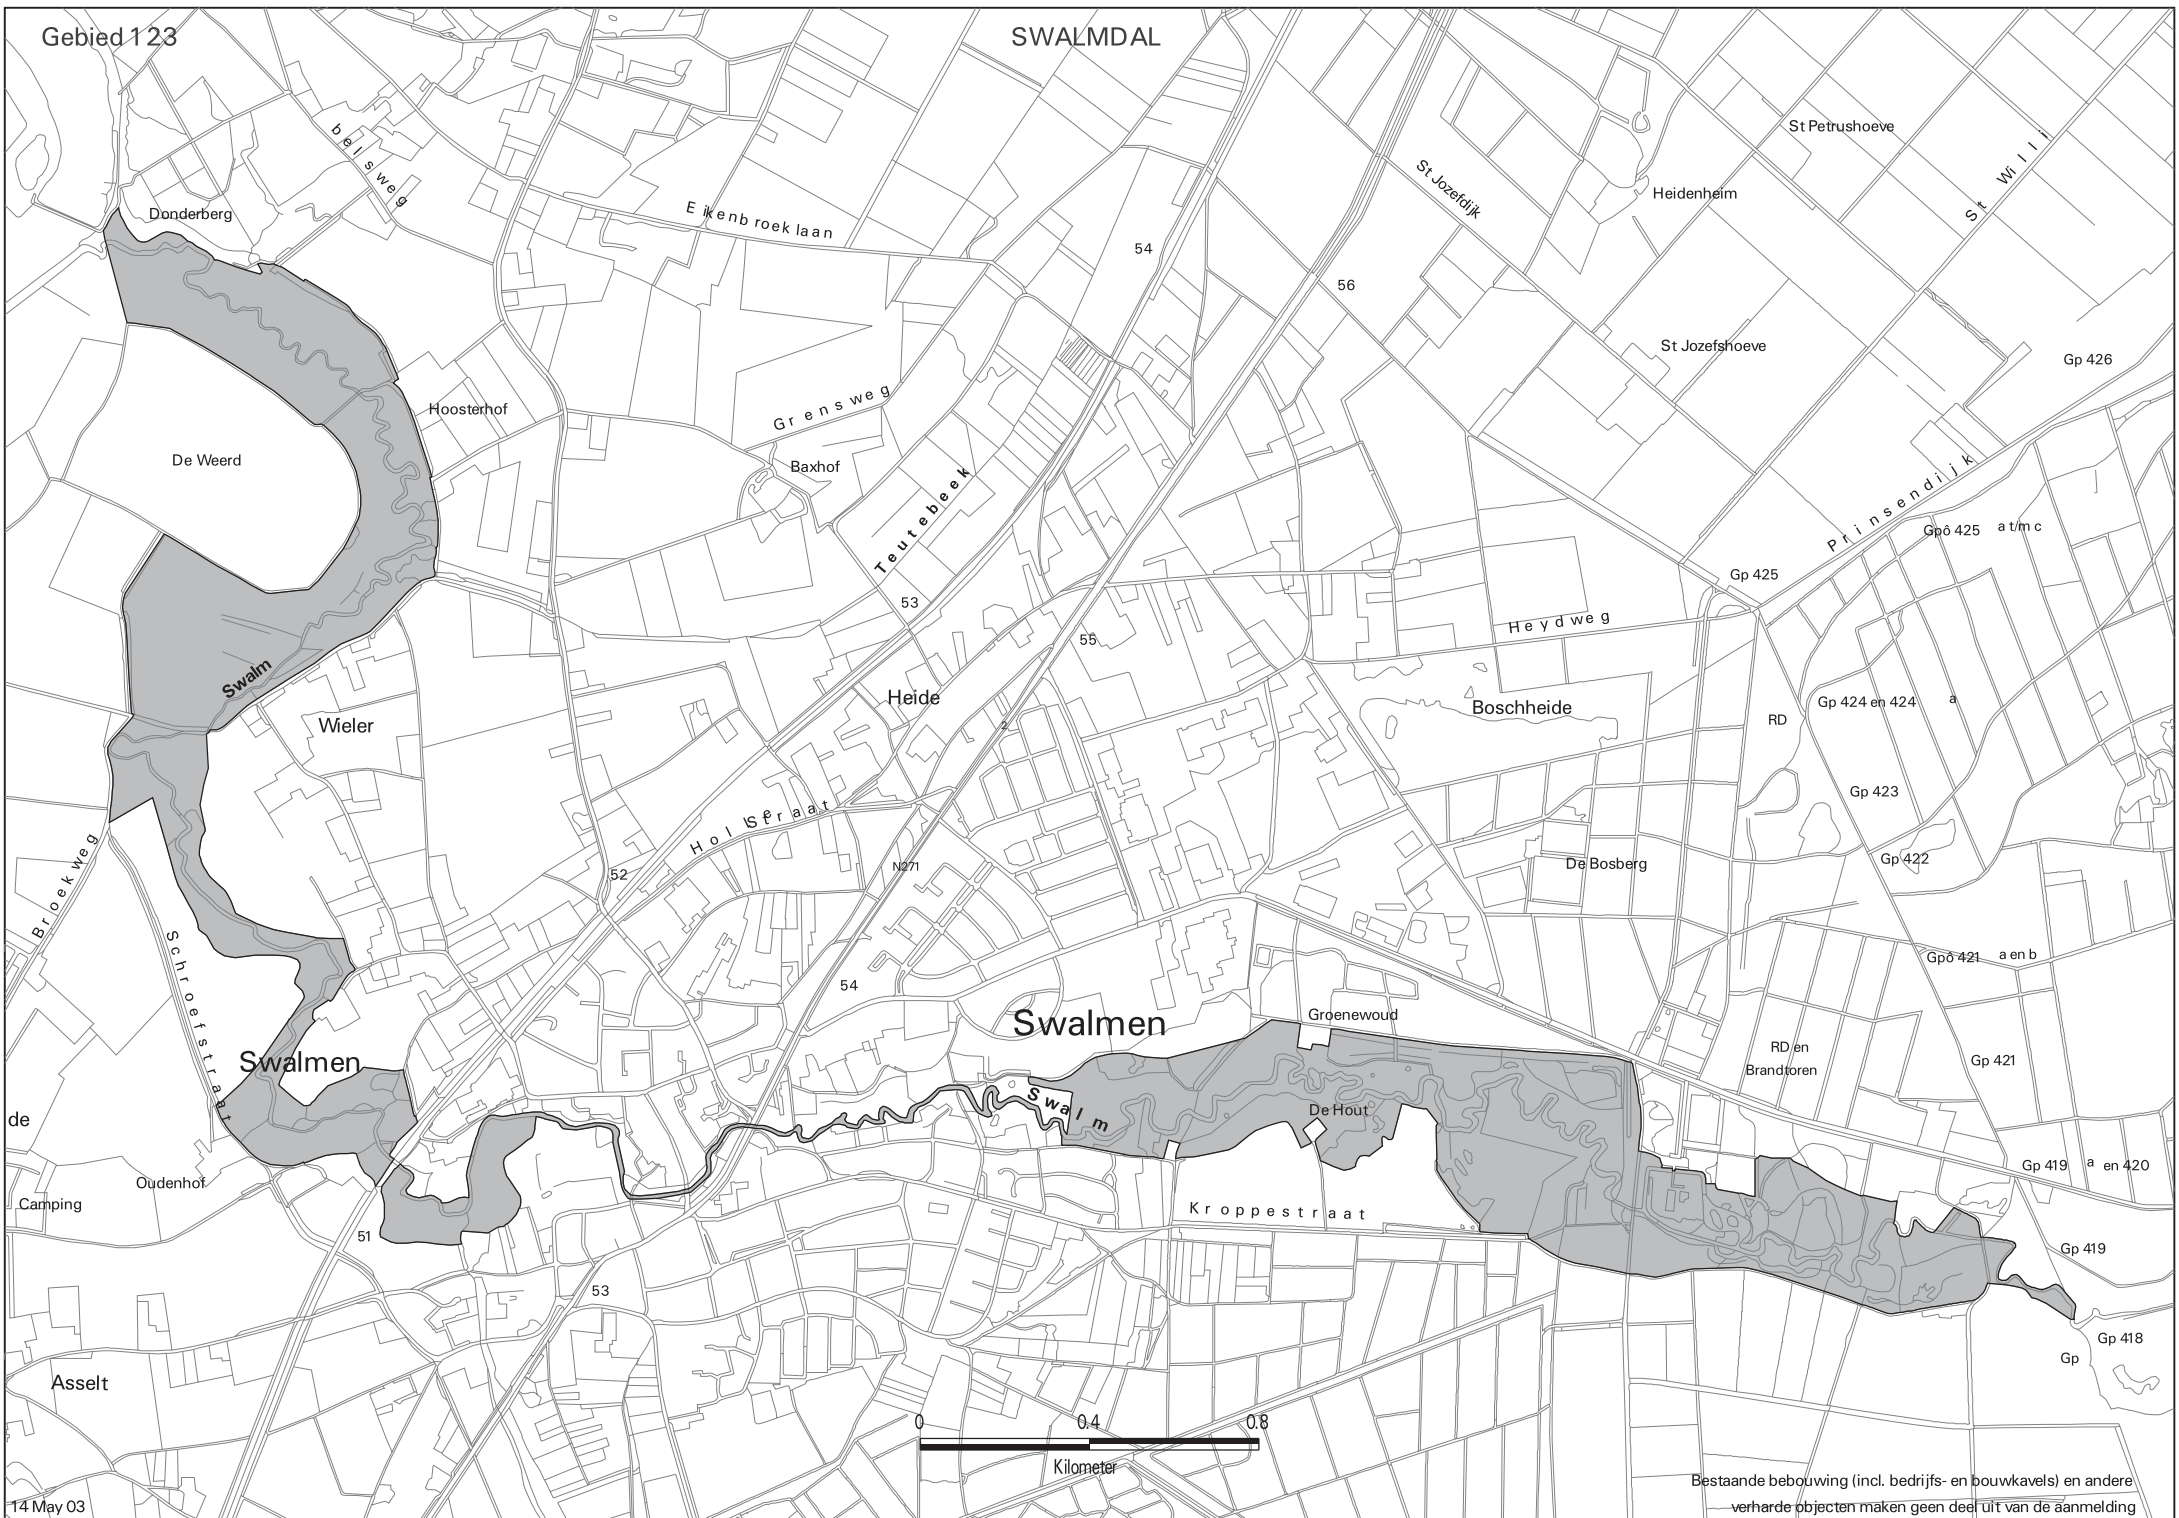 Gebied 123
SWALMDAL
belsweg
St Petrushoeve
St Willi
St Jozefdijk
Heidenheim
Donderberg
Eikenbroeklaan
54
56
St Jozefshoeve
Gp 426
Grensweg
Hoosterhof
De Weerd
Baxhof
Teutebeek
Prinsendijk
Gpô 425 a t/m c
Gp 425
53
Heydweg
55
Swalm
Heide
Boschheide
Gp 424 en 424 a
RD
Wieler
2
Gp 423
Holle Straat
Broekweg
N271
52
De Bosberg
Gp 422
Schroefstraat
Gpô 421 a en b
54
Swalmen
Groenewoud
RD en
Brandtoren
Gp 421
Swalmen
Swalm
De Hout
de
Gp 419 a en 420
Oudenhof
Camping
Kroppestraat
51
Gp 419
53
Gp 418
Gp
Asselt
0 0.4 0.8
Kilometer
14 May 03
Bestaande bebouwing (incl. bedrijfs- en bouwkavels) en andere
verharde objecten maken geen deel uit van de aanmelding